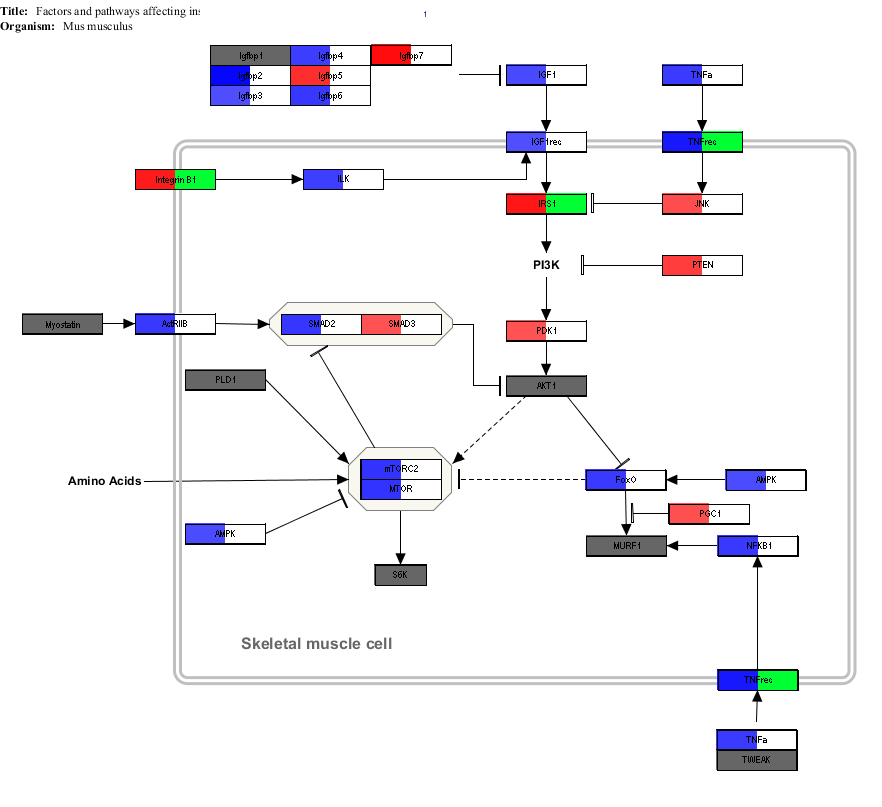 Title: Factors and pathways affecting ins
1
Organism: Mus musculus
Igfbp1 Igfbp4 Igfbp7
Igfbp2 Igfbp5
Igfbp3 Igfbp6
IGF1 TNFa
IGF1rec TNFrec
Integrin B1 ILK
IRS1 JNK
PI3K PTEN
Myostatin ActRIIB SMAD2 SMAD3 PDK1
PLD1 AKT1
mTORC2
Amino Acids MTOR FoxO AMPK
PGC1
AMPK MURF1 NFKB1
S6K
Skeletal muscle cell
TNFrec
TNFa
TWEAK